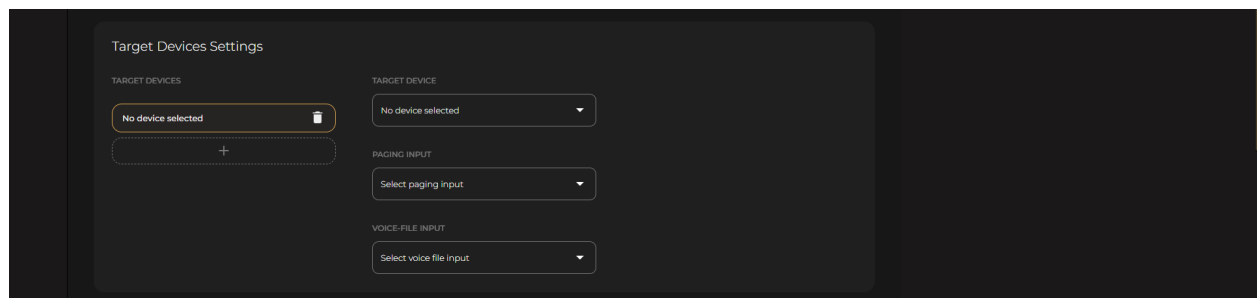 Target Devices Settings
TARGET DEVICES
No device selected
+
TARGET DEVICE
No device selected
PAGING INPUT
Select paging input
VOICE-FILE INPUT
Select voice file input